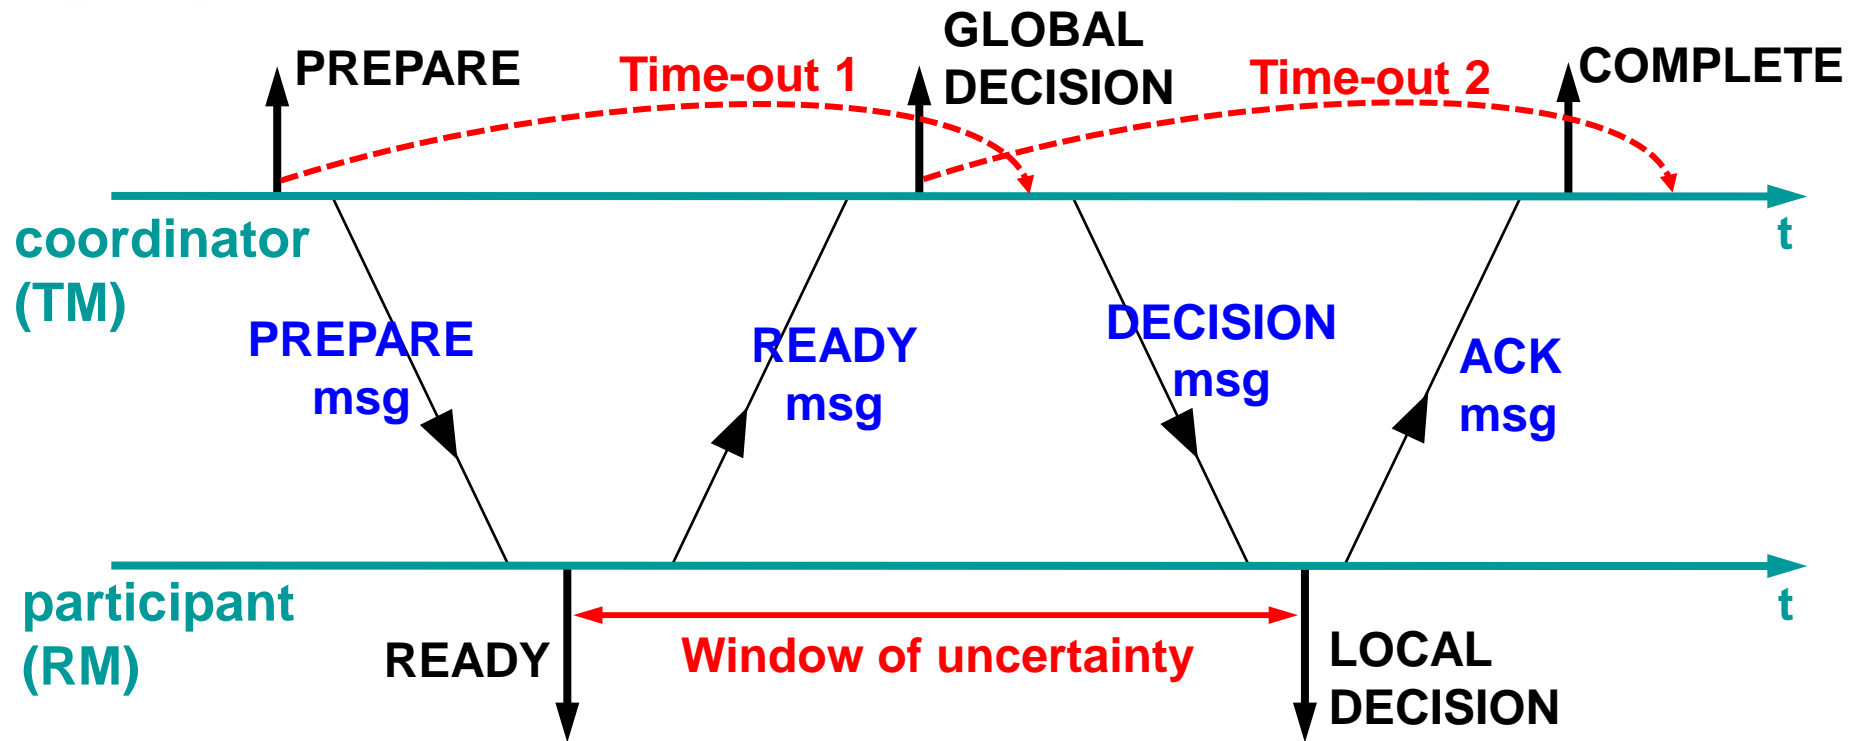 PREPARE
Time-out 1
GLOBAL
DECISION
Time-out 2
COMPLETE
coordinator
(TM)
t
PREPARE
msg
READY
msg
DECISION
msg
ACK
msg
participant
(RM)
t
READY
Window of uncertainty
LOCAL
DECISION